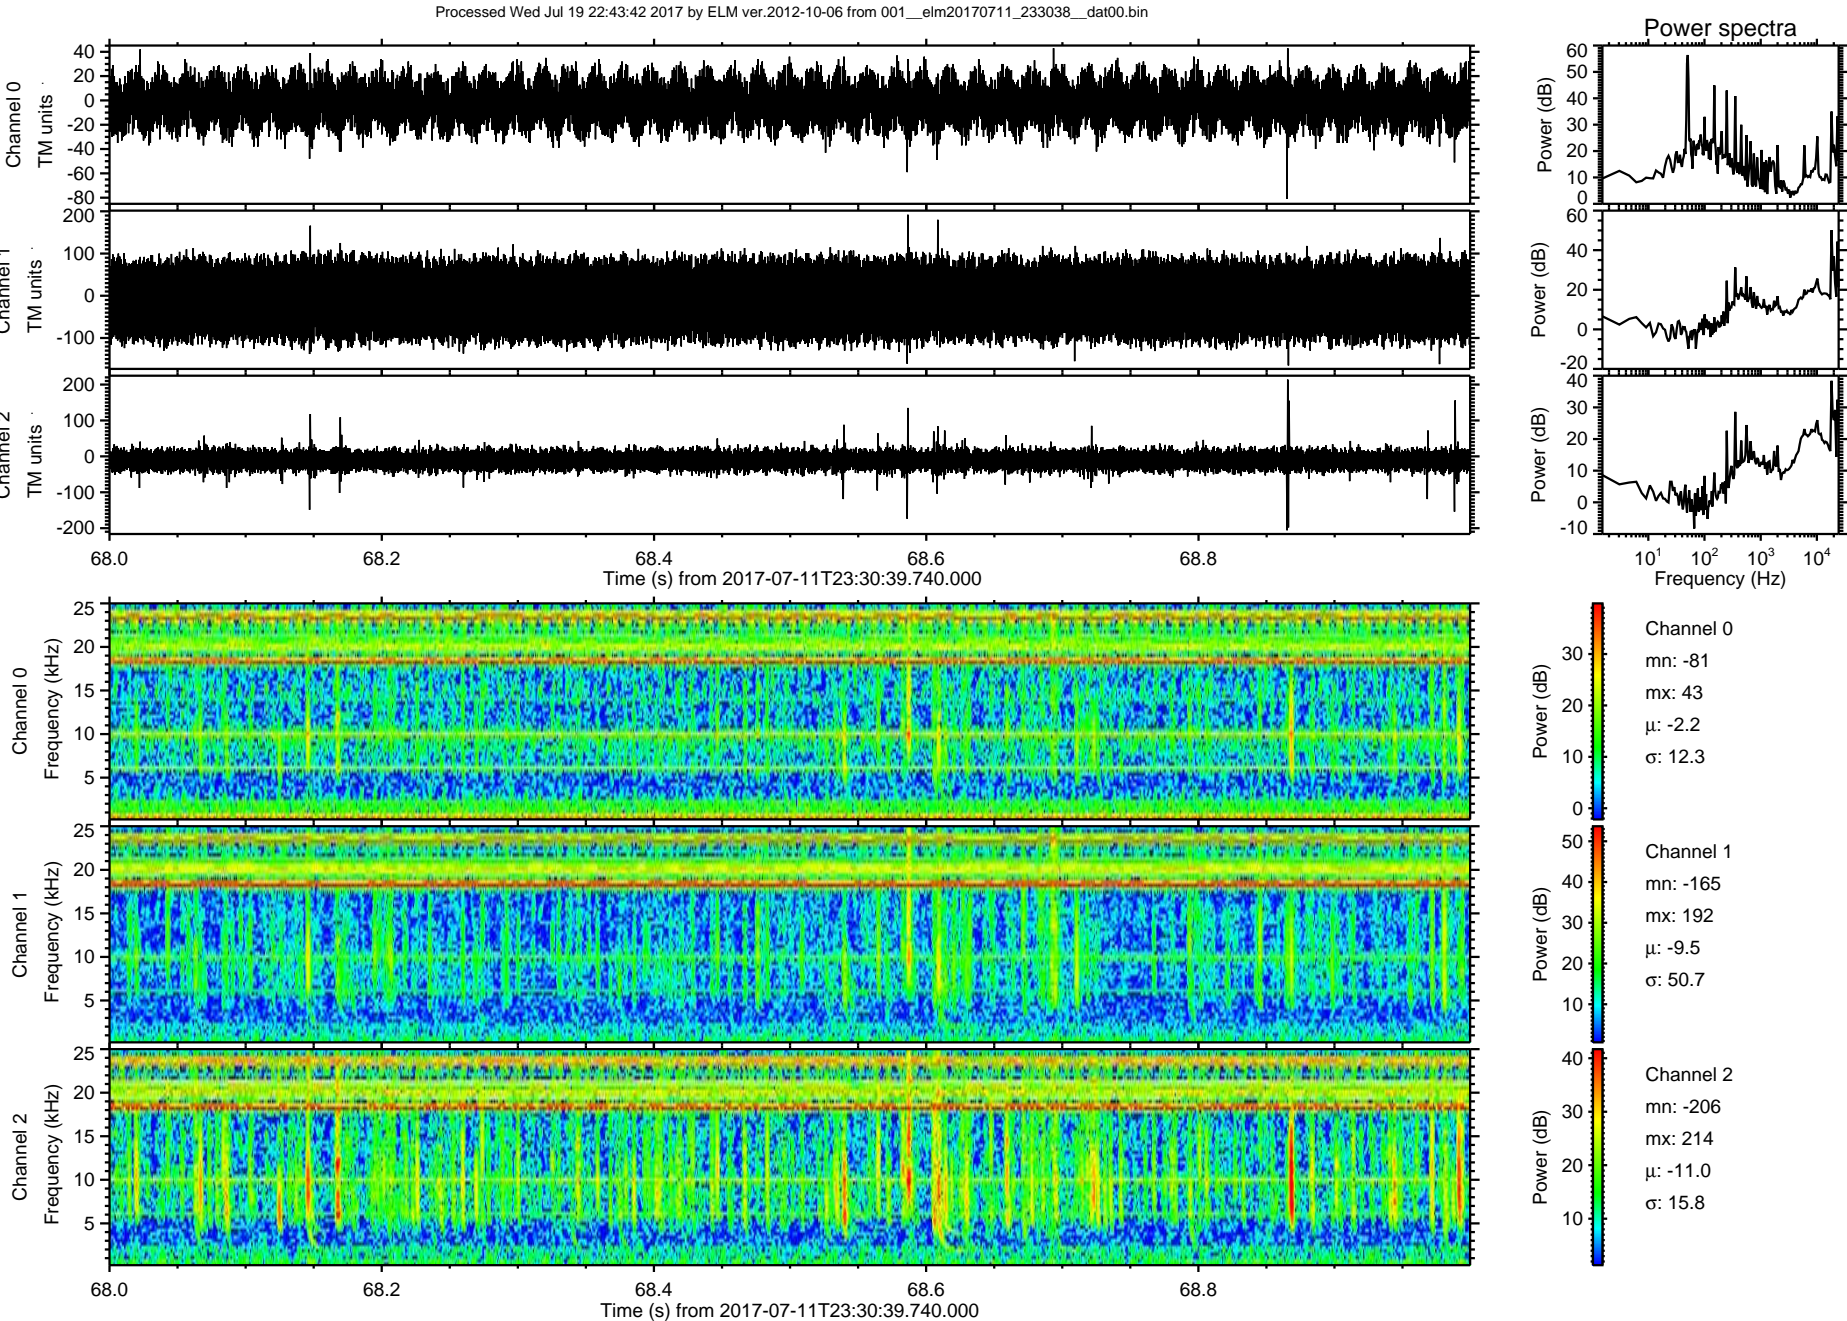 Processed Wed Jul 19 22:43:42 2017 by ELM ver.2012-10-06 from 001__elm20170711_233038__dat00.bin
Power spectra
Channel 0
TM units
40
20
0
-20
-40
-60
-80
Power (dB)
60
50
40
30
20
10
0
Channel 1
TM units
200
100
0
-100
Power (dB)
60
40
20
0
-20
Channel 2
TM units
200
100
0
-100
-200
Power (dB)
40
30
20
10
0
-10
68.0 68.2 68.4 68.6 68.8
Time (s) from 2017-07-11T23:30:39.740.000
10¹ 10² 10³ 10⁴
Frequency (Hz)
Channel 0
Frequency (kHz)
25
20
15
10
5
Power (dB)
30
20
10
0
Channel 0
mn: -81
mx: 43
μ: -2.2
σ: 12.3
Channel 1
Frequency (kHz)
25
20
15
10
5
Power (dB)
50
40
30
20
10
Channel 1
mn: -165
mx: 192
μ: -9.5
σ: 50.7
Channel 2
Frequency (kHz)
25
20
15
10
5
Power (dB)
40
30
20
10
Channel 2
mn: -206
mx: 214
μ: -11.0
σ: 15.8
68.0 68.2 68.4 68.6 68.8
Time (s) from 2017-07-11T23:30:39.740.000